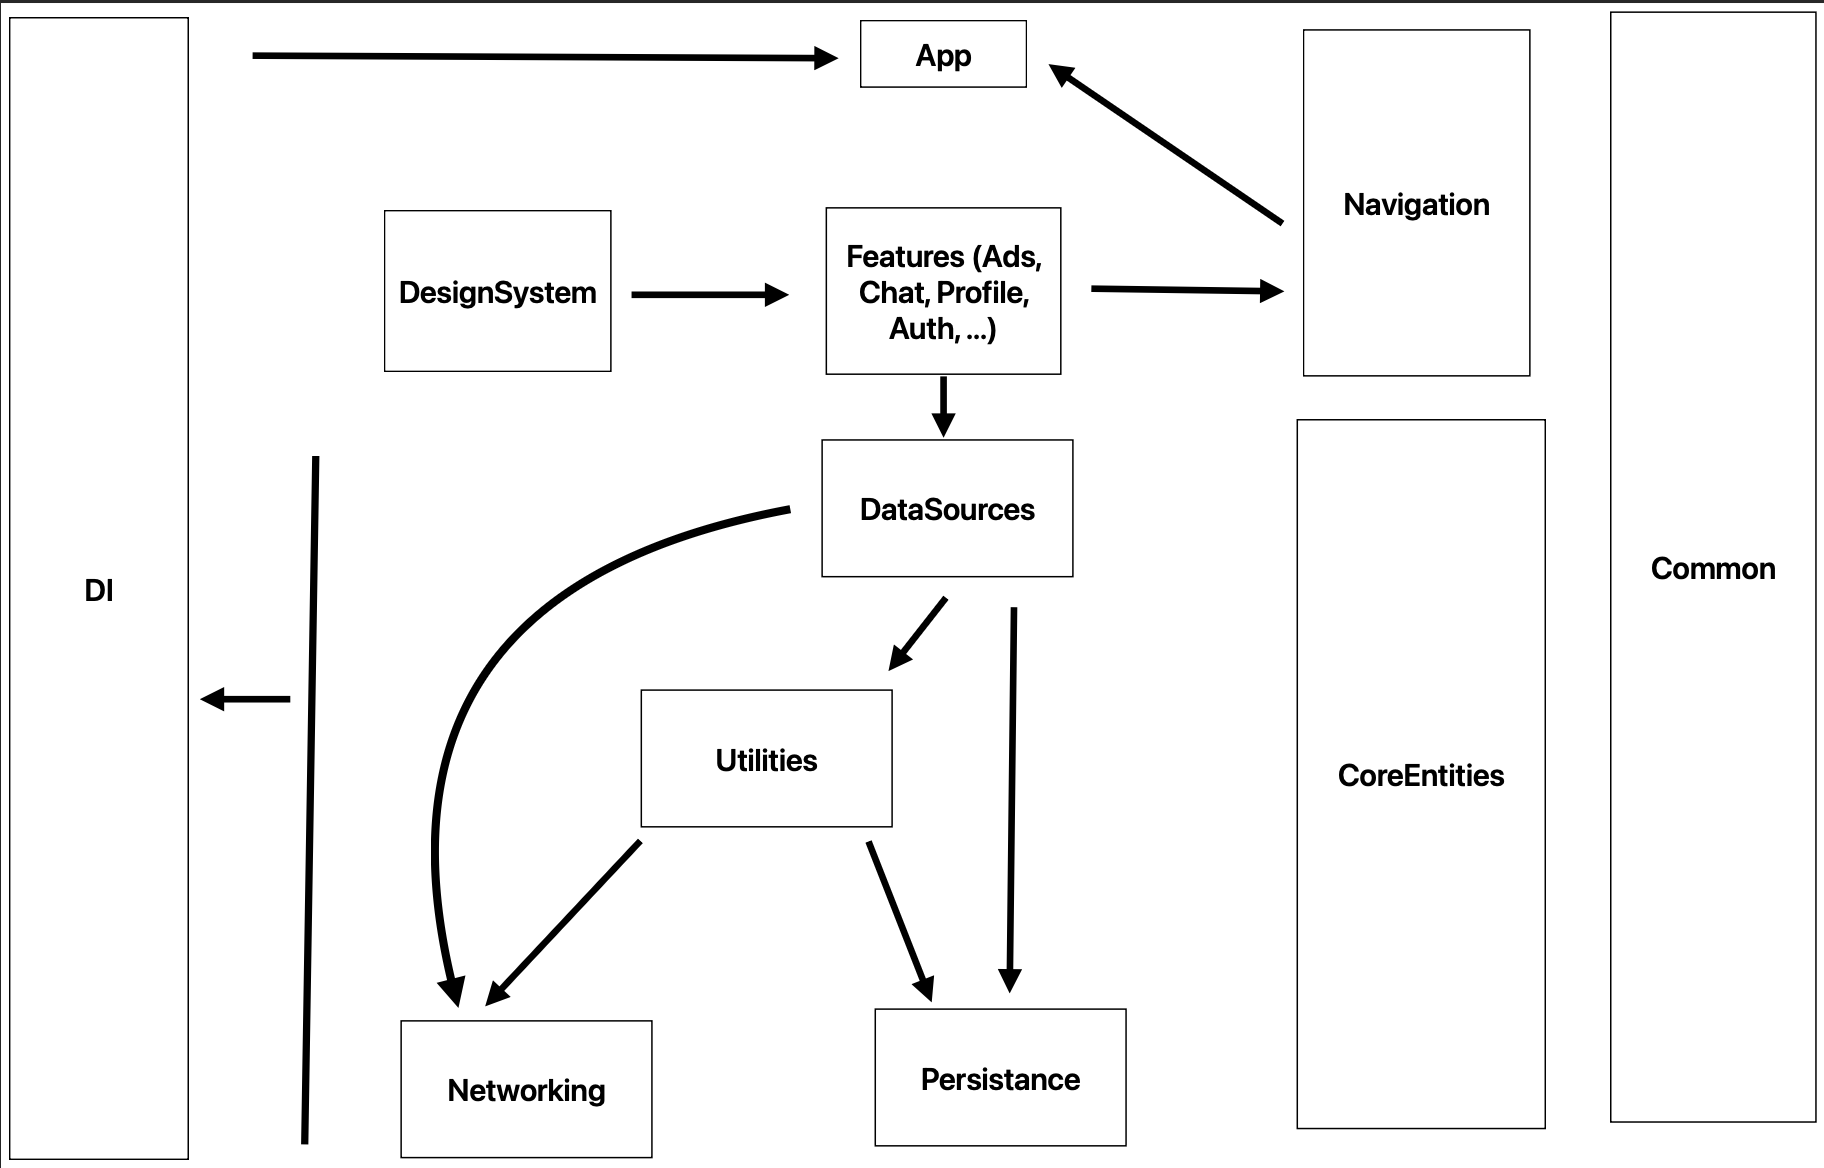 App
Navigation
DesignSystem
Features (Ads,
Chat, Profile,
Auth, ...)
DataSources
DI
Common
Utilities
CoreEntities
Networking
Persistance